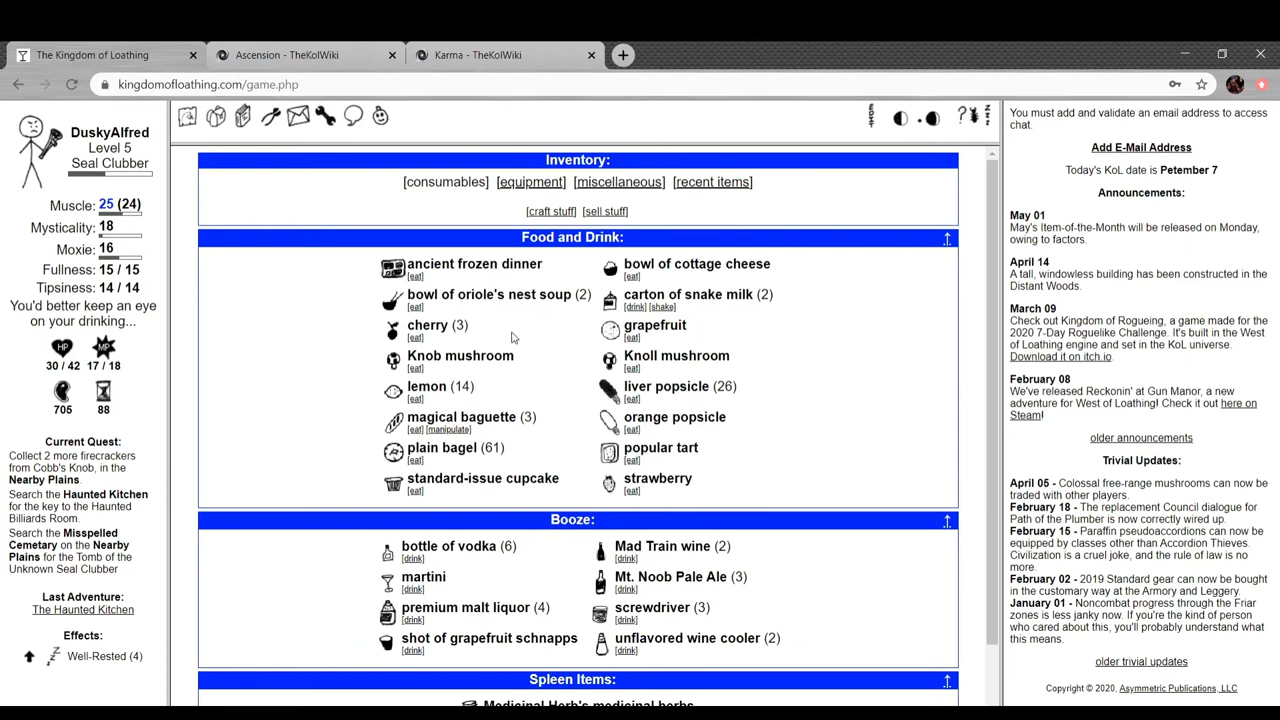 The Kingdom of Loathing
Ascension - TheKolWiki
Karma - TheKolWiki
kingdomofloathing.com/game.php
DuskyAlfred
Level 5
Seal Clubber
Muscle: 25 (24)
Mysticality: 18
Moxie: 16
Fullness: 15 / 15
Tipsiness: 14 / 14
You'd better keep an eye
on your drinking...
HP MP
30 / 42 17 / 18
705 88
Current Quest:
Collect 2 more firecrackers
from Cobb's Knob, in the
Nearby Plains.
Search the Haunted Kitchen
for the key to the Haunted
Billiards Room.
Search the Misspelled
Cemetary on the Nearby
Plains for the Tomb of the
Unknown Seal Clubber
Last Adventure:
The Haunted Kitchen
Effects:
Well-Rested (4)
Inventory:
[consumables] [equipment] [miscellaneous] [recent items]
[craft stuff] [sell stuff]
Food and Drink:
ancient frozen dinner bowl of cottage cheese
[eat] [eat]
bowl of oriole's nest soup (2) carton of snake milk (2)
[eat] [drink] [shake]
cherry (3) grapefruit
[eat] [eat]
Knob mushroom Knoll mushroom
[eat] [eat]
lemon (14) liver popsicle (26)
[eat] [eat]
magical baguette (3) orange popsicle
[eat] [manipulate] [eat]
plain bagel (61) popular tart
[eat] [eat]
standard-issue cupcake strawberry
[eat] [eat]
Booze:
bottle of vodka (6) Mad Train wine (2)
[drink] [drink]
martini Mt. Noob Pale Ale (3)
[drink] [drink]
premium malt liquor (4) screwdriver (3)
[drink] [drink]
shot of grapefruit schnapps unflavored wine cooler (2)
[drink] [drink]
Spleen Items:
Medicinal Herb's medicinal herbs
You must add and validate an email address to access
chat.
Add E-Mail Address
Today's KoL date is Petember 7
Announcements:
May 01
May's Item-of-the-Month will be released on Monday,
owing to factors.
April 14
A tall, windowless building has been constructed in the
Distant Woods.
March 09
Check out Kingdom of Rogueing, a game made for the
2020 7-Day Roguelike Challenge. It's built in the West
of Loathing engine and set in the KoL universe.
Download it on itch.io.
February 08
We've released Reckonin' at Gun Manor, a new
adventure for West of Loathing! Check it out here on
Steam!
older announcements
Trivial Updates:
April 05 - Colossal free-range mushrooms can now be
traded with other players.
February 18 - The replacement Council dialogue for
Path of the Plumber is now correctly wired up.
February 15 - Paraffin pseudoaccordions can now be
equipped by classes other than Accordion Thieves.
Civilization is a cruel joke, and the rule of law is no
more.
February 02 - 2019 Standard gear can now be bought
in the customary way at the Armory and Leggery.
January 01 - Noncombat progress through the Friar
zones is less janky now. If you're the kind of person
who cared about this, you'll probably understand what
this means.
older trivial updates
Copyright © 2020, Asymmetric Publications, LLC